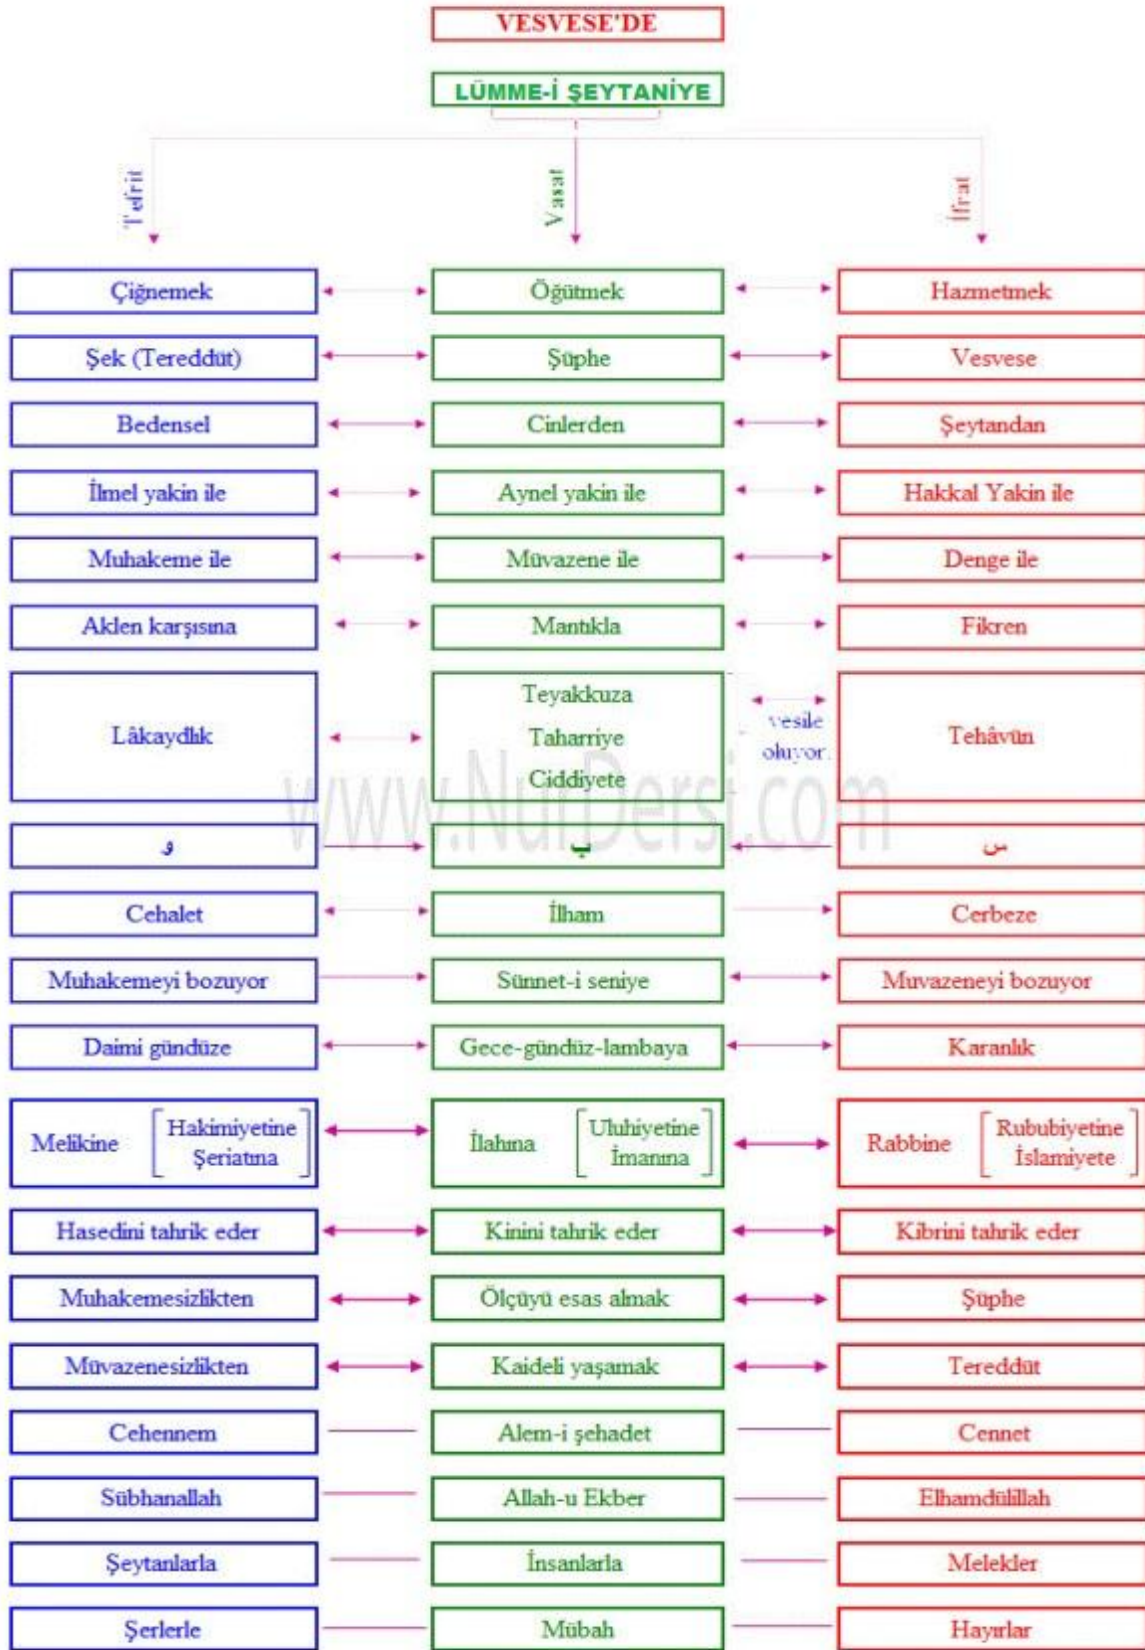 VESVESE'DE
LÜMME-İ ŞEYTANİYE
Tefrit Vasat İfrat
Çiğnemek Öğütmek Hazmetmek
Şek (Tereddüt) Şüphe Vesvese
Bedensel Cinlerden Şeytandan
İlmel yakin ile Aynel yakin ile Hakkal Yakin ile
Muhakeme ile Müvazene ile Denge ile
Aklen karşısına Mantıkla Fikren
Teyakkuza
Lâkaydlık Taharriye vesile Tehâvün
Ciddiyete oluyor.
www.NurDersi.com
و ب س
Cehalet İlham Cerbeze
Muhakemeyi bozuyor Sünnet-i seniye Muvazeneyi bozuyor
Daimi gündüze Gece-gündüz-lambaya Karanlık
Melikine Hakimiyetine Şeriatına İlahına Uluhiyetine İmanına Rabbine Rububiyetine İslamiyete
Hasedini tahrik eder Kinini tahrik eder Kibrini tahrik eder
Muhakemesizlikten Ölçüyü esas almak Şüphe
Müvazenesizlikten Kaideli yaşamak Tereddüt
Cehennem Alem-i şehadet Cennet
Sübhanallah Allah-u Ekber Elhamdülillah
Şeytanlarla İnsanlarla Melekler
Şerlerle Mübah Hayırlar